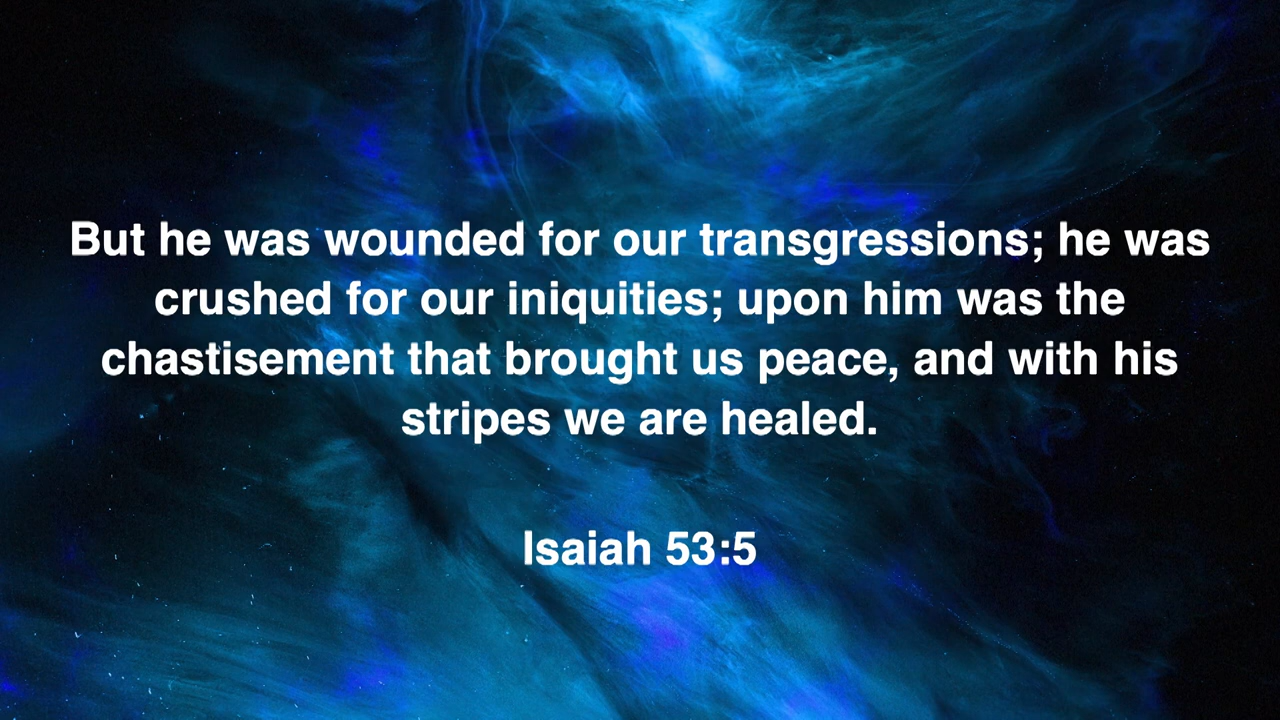 But he was wounded for our transgressions; he was
crushed for our iniquities; upon him was the
chastisement that brought us peace, and with his
stripes we are healed.
Isaiah 53:5